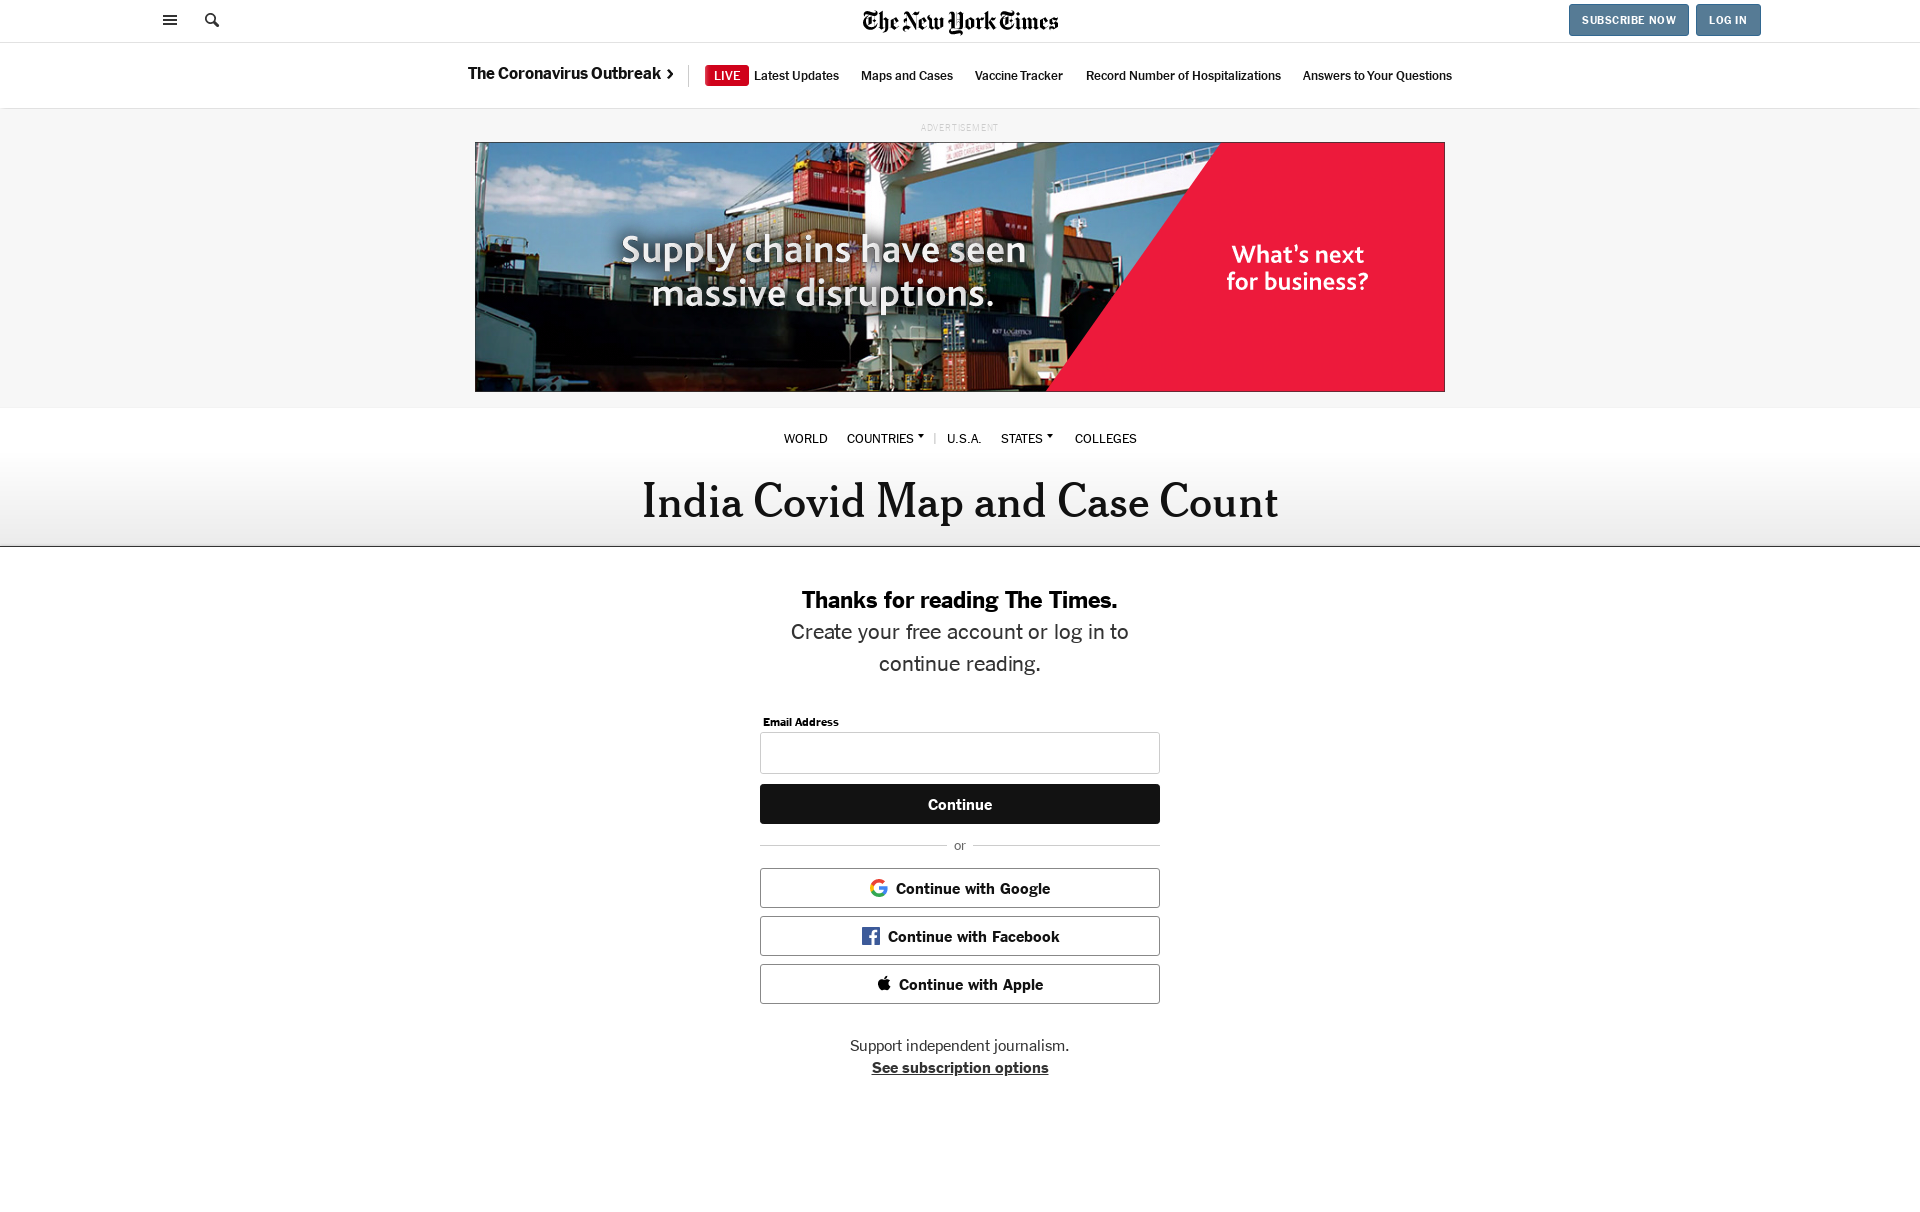 The New York Times
SUBSCRIBE NOW
LOG IN
The Coronavirus Outbreak
LIVE Latest Updates
Maps and Cases
Vaccine Tracker
Record Number of Hospitalizations
Answers to Your Questions
ADVERTISEMENT
Supply chains have seen
massive disruptions.
What's next
for business?
WORLD
COUNTRIES
U.S.A.
STATES
COLLEGES
India Covid Map and Case Count
Thanks for reading The Times.
Create your free account or log in to
continue reading.
Email Address
Continue
or
Continue with Google
Continue with Facebook
Continue with Apple
Support independent journalism.
See subscription options